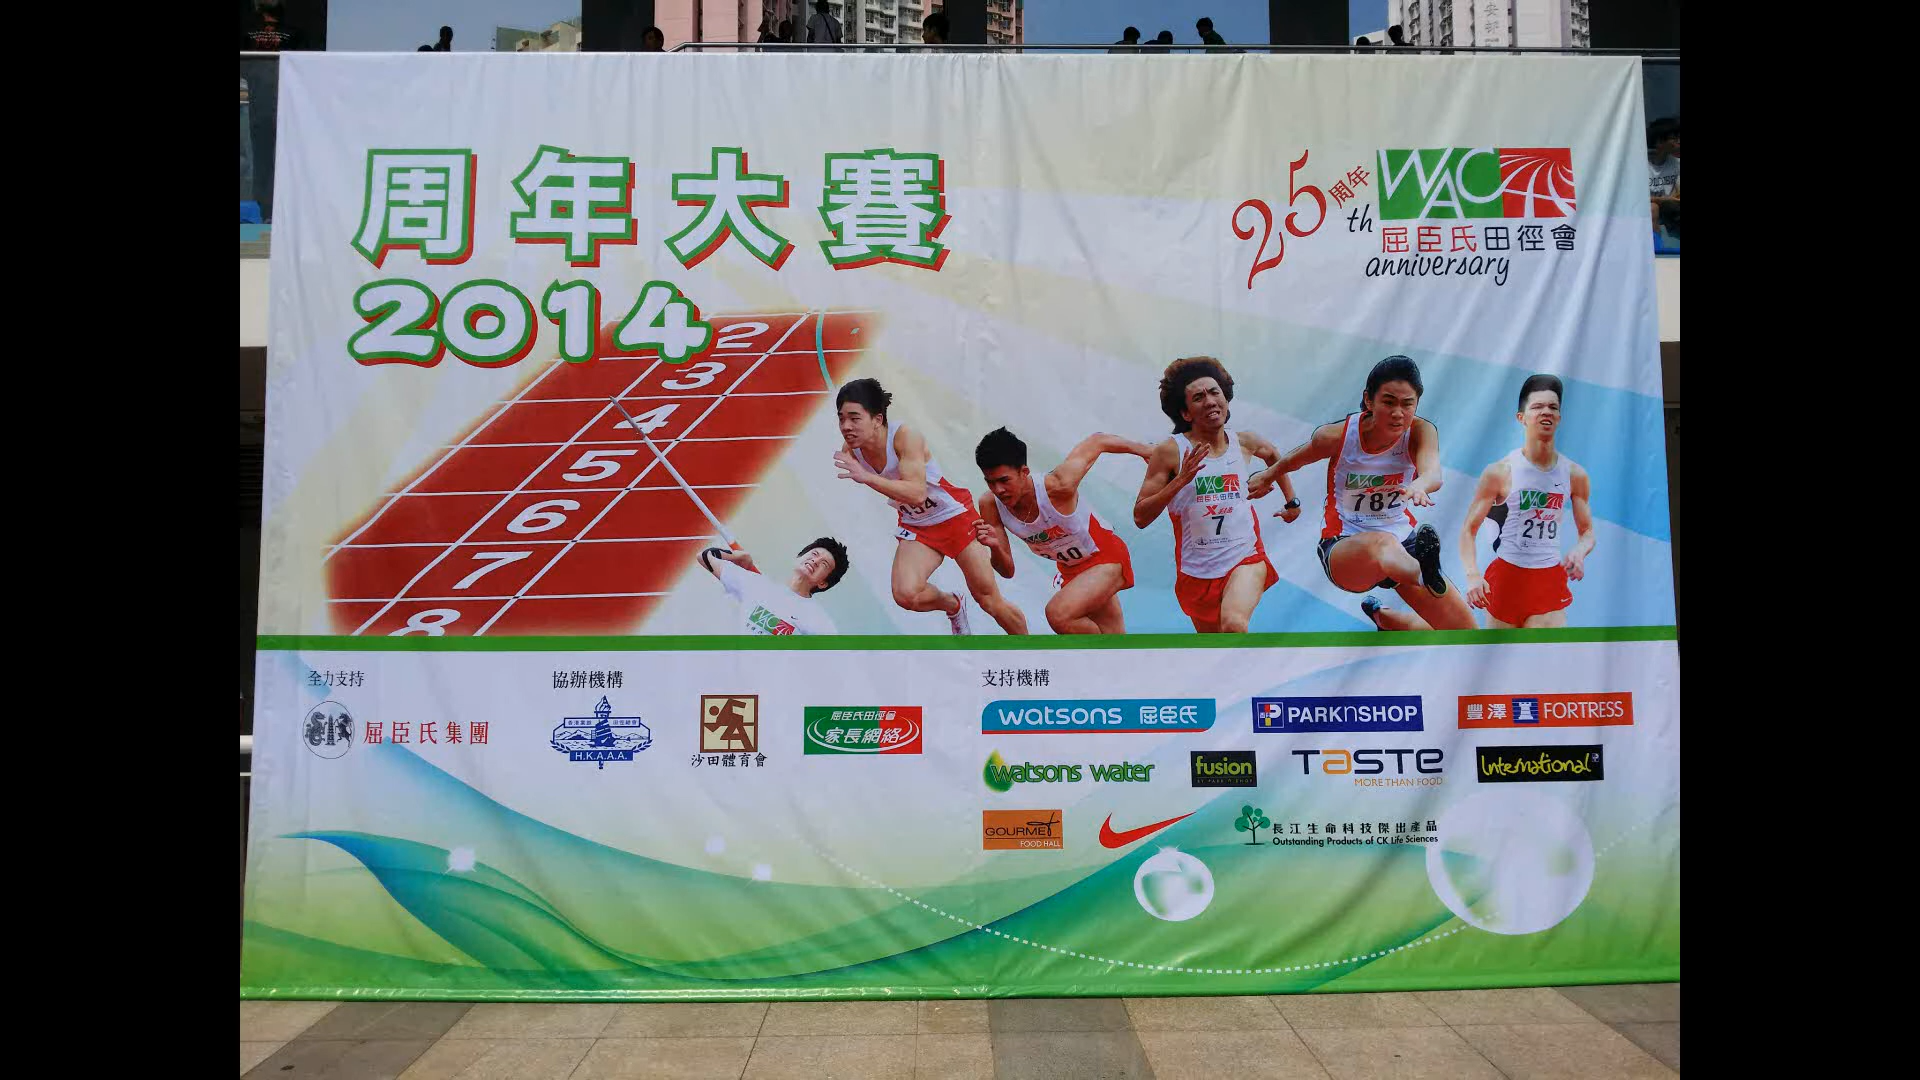 周年大賽
2014
25周年
th
WACA
屈臣氏田徑會
anniversary
2
3
4
5
6
7
8
7
782
219
全力支持
屈臣氏集團
協辦機構
H.K.A.A.A.
沙田體育會
屈臣氏田徑會
家長網絡
支持機構
watsons 屈臣氏
PARKnSHOP
豐澤 FORTRESS
watsons water
fusion
BY PARK N SHOP
TASTE
MORE THAN FOOD
International
GOURMET
FOOD HALL
長江生命科技傑出產品
Outstanding Products of CK Life Sciences